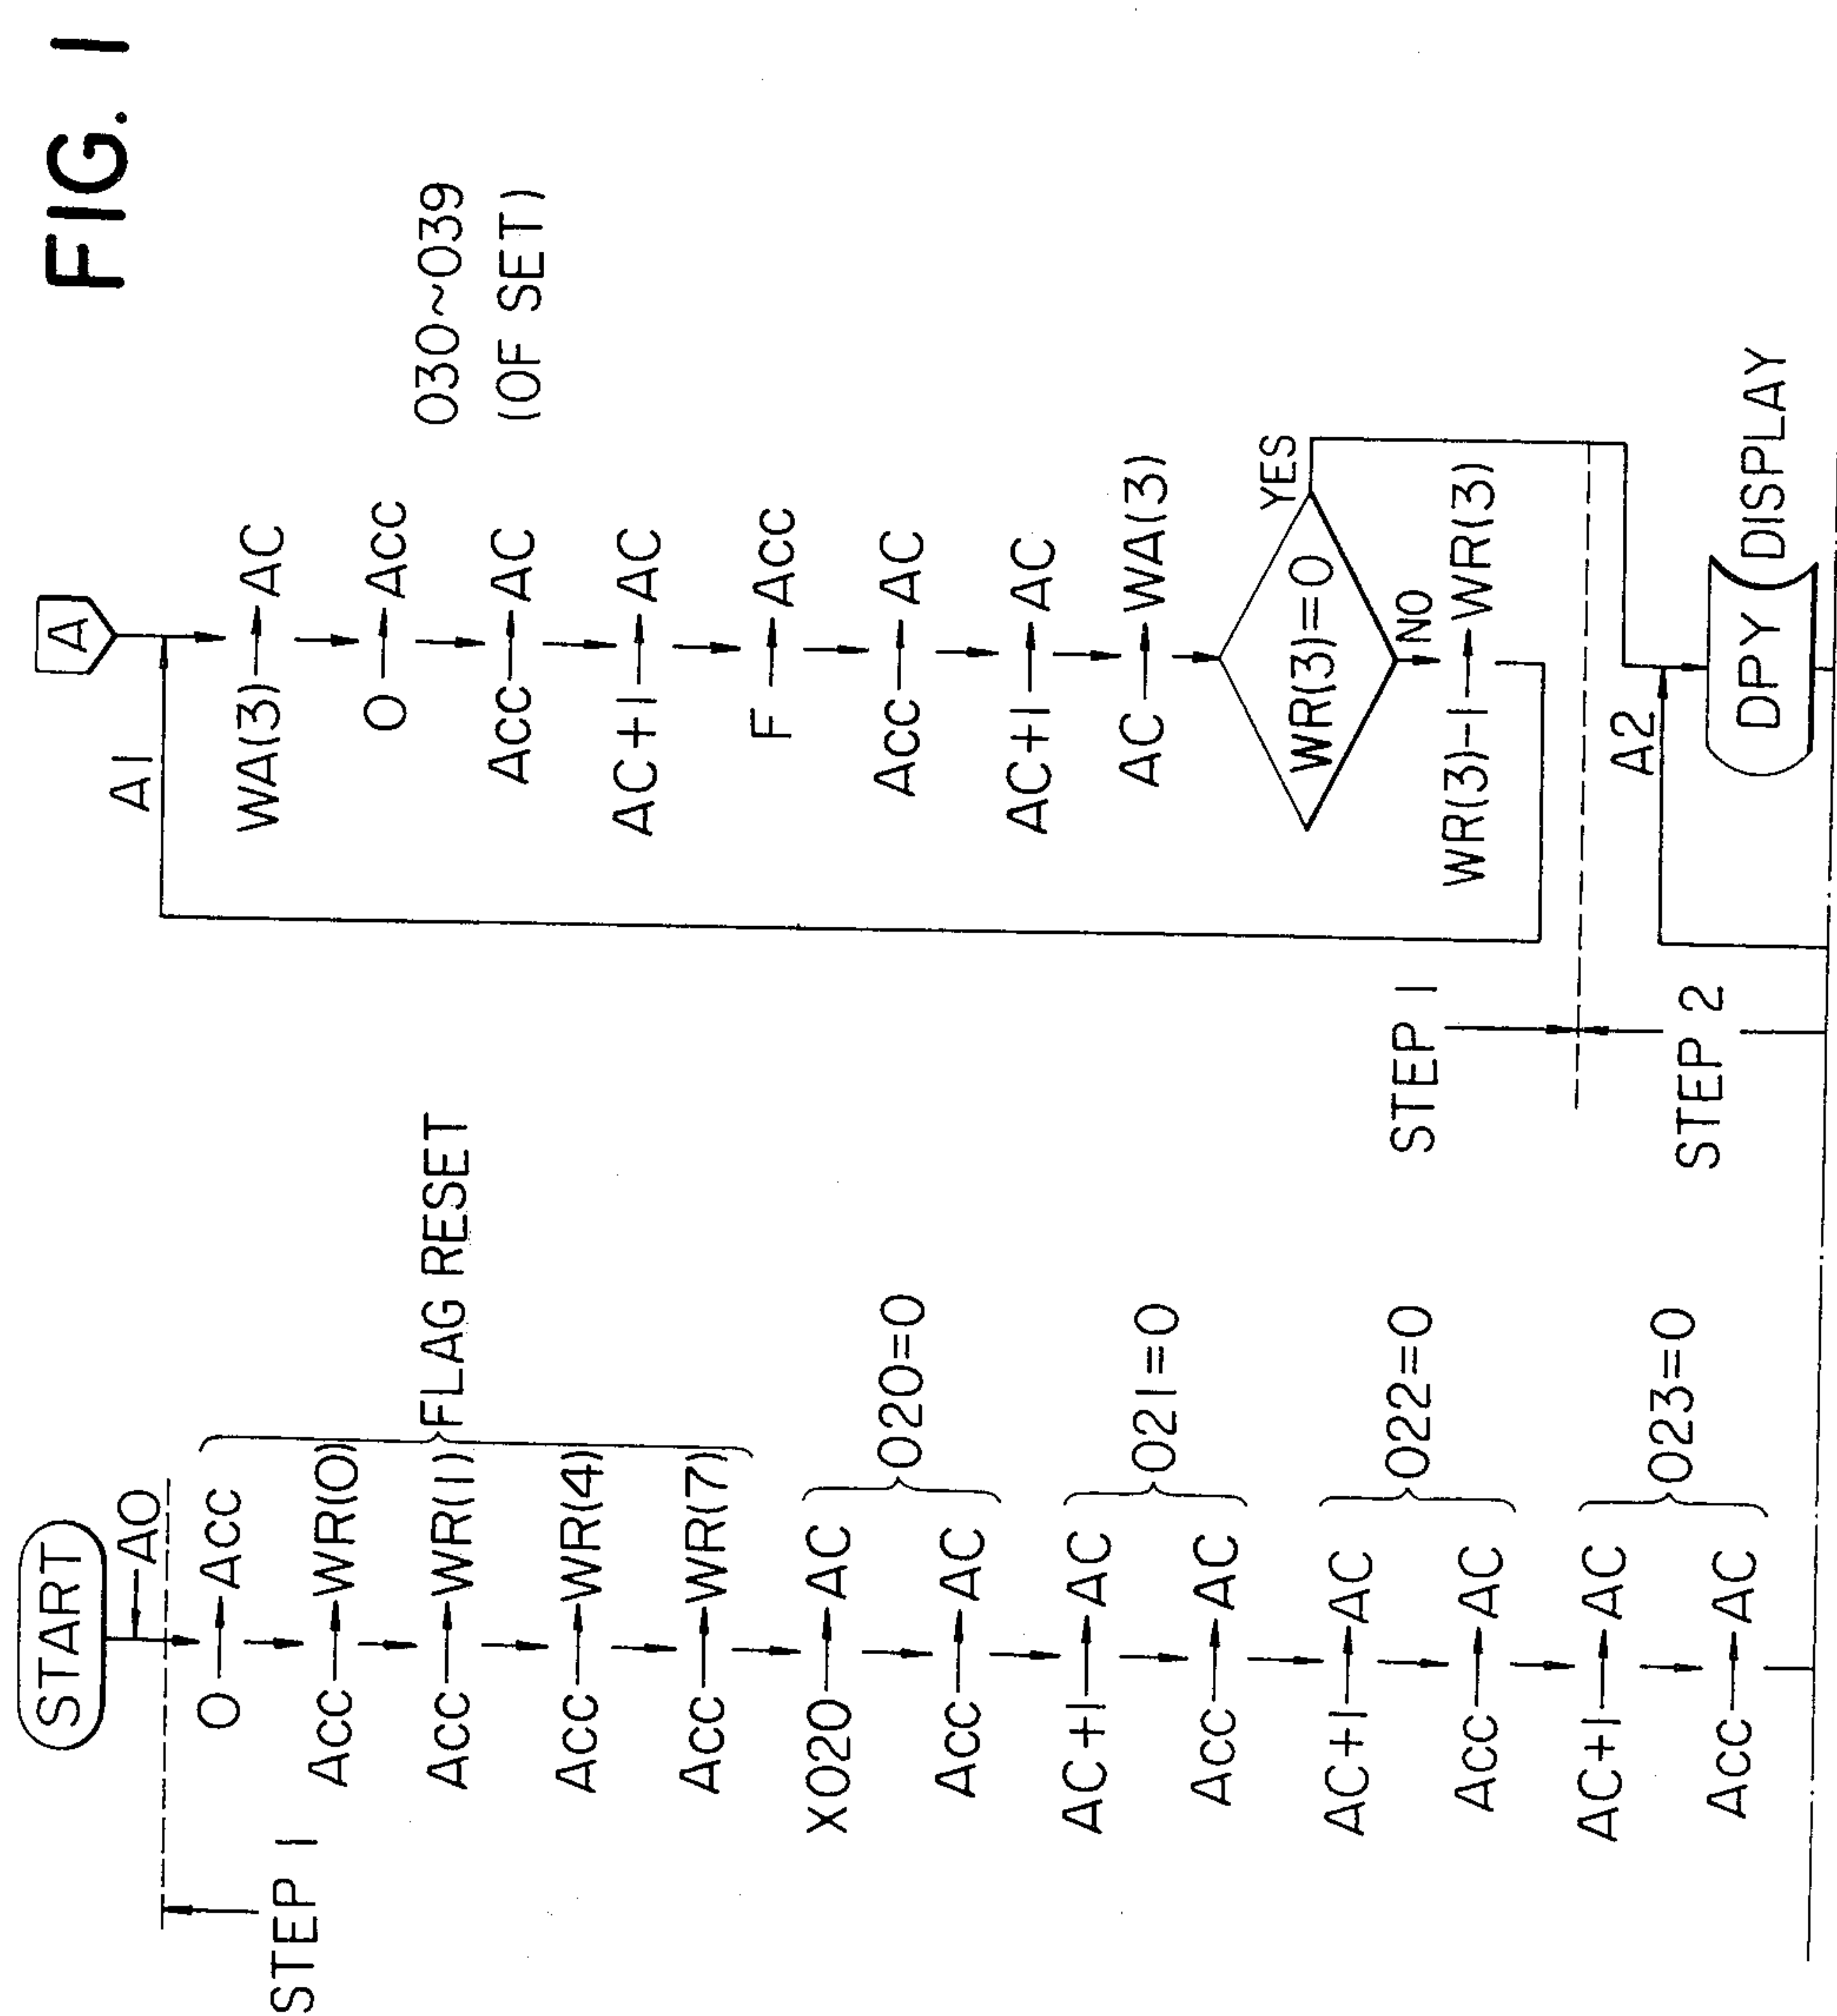 FIG. 1
START
A0
STEP 1
0 → ACC
ACC → WR(0)
ACC → WR(1)
ACC → WR(4)
ACC → WR(7)
FLAG RESET
X020 → AC
ACC → AC
020=0
AC+1 → AC
ACC → AC
021=0
AC+1 → AC
ACC → AC
022=0
AC+1 → AC
ACC → AC
023=0
A
A1
WA(3) → AC
0 → ACC
ACC → AC
AC+1 → AC
F → ACC
ACC → AC
AC+1 → AC
AC → WA(3)
030~039
(OF SET)
WR(3)=0
YES
NO
WR(3)-1 → WR(3)
STEP 1
STEP 2
A2
DPY
DISPLAY